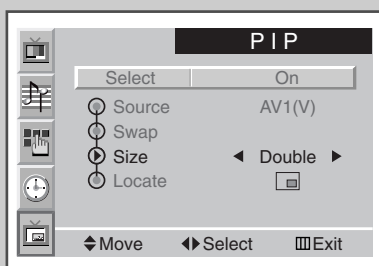 PIP
Select On
Source AV1(V)
Swap
Size ◀ Double ▶
Locate
Move Select Exit